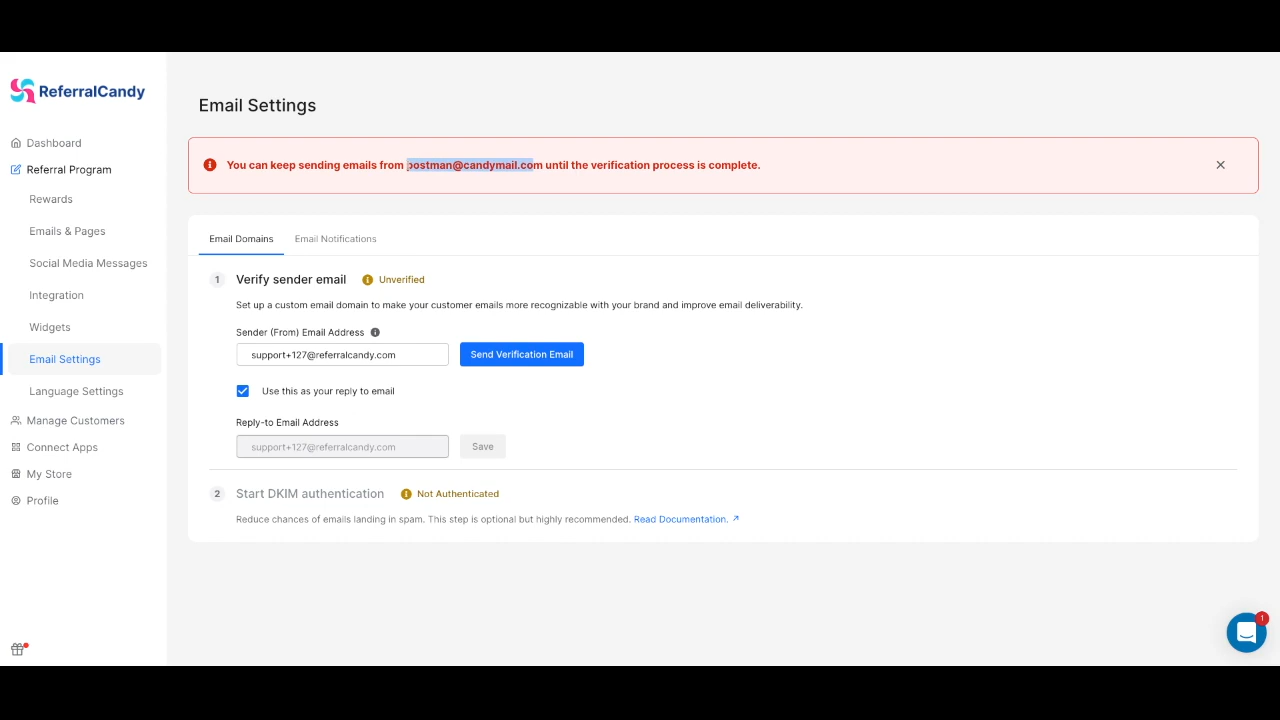 ReferralCandy
Dashboard
Referral Program
Rewards
Emails & Pages
Social Media Messages
Integration
Widgets
Email Settings
Language Settings
Manage Customers
Connect Apps
My Store
Profile
Email Settings
You can keep sending emails from postman@candymail.com until the verification process is complete.
Email Domains Email Notifications
1 Verify sender email Unverified
Set up a custom email domain to make your customer emails more recognizable with your brand and improve email deliverability.
Sender (From) Email Address
support+127@referralcandy.com Send Verification Email
Use this as your reply to email
Reply-to Email Address
support+127@referralcandy.com Save
2 Start DKIM authentication Not Authenticated
Reduce chances of emails landing in spam. This step is optional but highly recommended. Read Documentation.
1